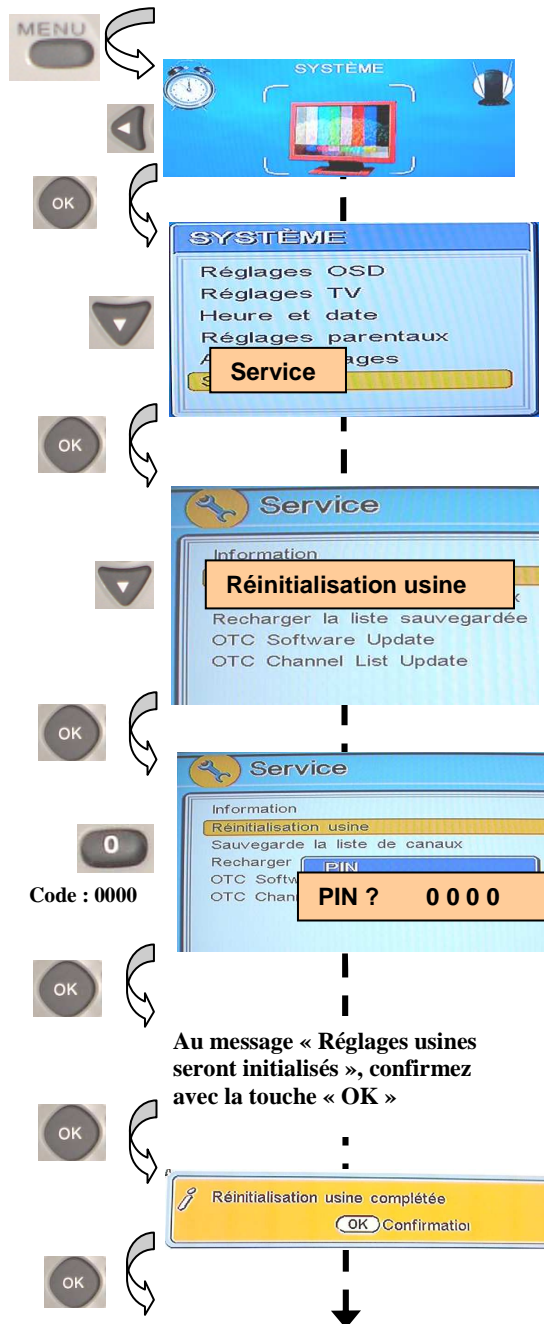 MENU
SYSTÈME
OK
SYSTÈME
Réglages OSD
Réglages TV
Heure et date
Réglages parentaux
Service
OK
Service
Information
Réinitialisation usine
Recharger la liste sauvegardée
OTC Software Update
OTC Channel List Update
OK
Service
Information
Réinitialisation usine
Sauvegarde de la liste de canaux
Recharger
PIN
0
Code : 0000
PIN ? 0 0 0 0
OK
Au message « Réglages usines
seront initialisés », confirmez
avec la touche « OK »
OK
Réinitialisation usine complétée
OK Confirmation
OK